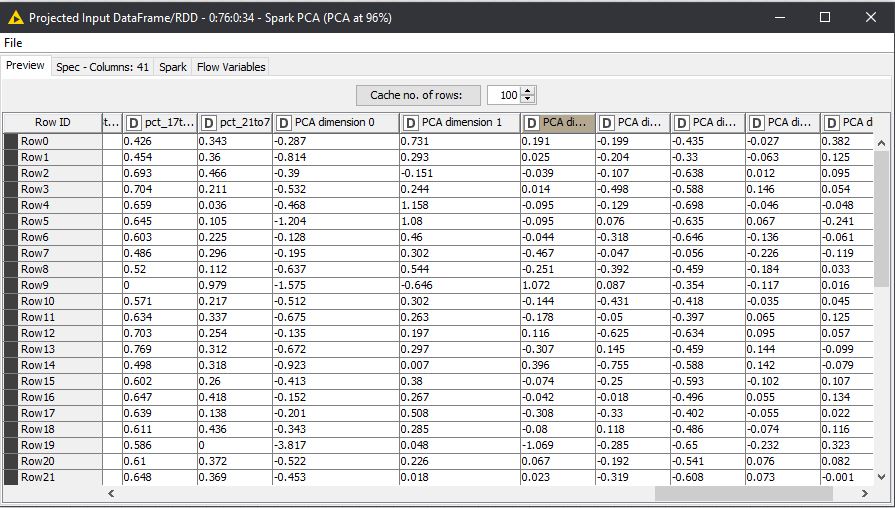 Projected Input DataFrame/RDD - 0:76:0:34 - Spark PCA (PCA at 96%)
File
Preview Spec - Columns: 41 Spark Flow Variables
Cache no. of rows: 100
Row ID t... D pct_17t... D pct_21to7 D PCA dimension 0 D PCA dimension 1 D PCA di... D PCA di... D PCA di... D PCA di... D PCA d
Row0 0.426 0.343 -0.287 0.731 0.191 -0.199 -0.435 -0.027 0.382
Row1 0.454 0.36 -0.814 0.293 0.025 -0.204 -0.33 -0.063 0.125
Row2 0.693 0.466 -0.39 -0.151 -0.039 -0.107 -0.638 0.012 0.095
Row3 0.704 0.211 -0.532 0.244 0.014 -0.498 -0.588 0.146 0.054
Row4 0.659 0.036 -0.468 1.158 -0.095 -0.129 -0.698 -0.046 -0.048
Row5 0.645 0.105 -1.204 1.08 -0.095 0.076 -0.635 0.067 -0.241
Row6 0.603 0.225 -0.128 0.46 -0.044 -0.318 -0.646 -0.136 -0.061
Row7 0.486 0.296 -0.195 0.302 -0.467 -0.047 -0.056 -0.226 -0.119
Row8 0.52 0.112 -0.637 0.544 -0.251 -0.392 -0.459 -0.184 0.033
Row9 0 0.979 -1.575 -0.646 1.072 0.087 -0.354 -0.117 0.016
Row10 0.571 0.217 -0.512 0.302 -0.144 -0.431 -0.418 -0.035 0.045
Row11 0.634 0.337 -0.675 0.263 -0.178 -0.05 -0.397 0.065 0.125
Row12 0.703 0.254 -0.135 0.197 0.116 -0.625 -0.634 0.095 0.057
Row13 0.769 0.312 -0.672 0.297 -0.307 0.145 -0.459 0.144 -0.099
Row14 0.498 0.318 -0.923 0.007 0.396 -0.755 -0.588 0.142 -0.079
Row15 0.602 0.26 -0.413 0.38 -0.074 -0.25 -0.593 -0.102 0.107
Row16 0.647 0.418 -0.152 0.267 -0.042 -0.018 -0.496 0.055 0.134
Row17 0.639 0.138 -0.201 0.508 -0.308 -0.33 -0.402 -0.055 0.022
Row18 0.611 0.436 -0.343 0.285 -0.08 0.118 -0.486 -0.074 0.116
Row19 0.586 0 -3.817 0.048 -1.069 -0.285 -0.65 -0.232 0.323
Row20 0.61 0.372 -0.522 0.226 0.067 -0.192 -0.541 0.076 0.082
Row21 0.648 0.369 -0.453 0.018 0.023 -0.319 -0.608 0.073 -0.001